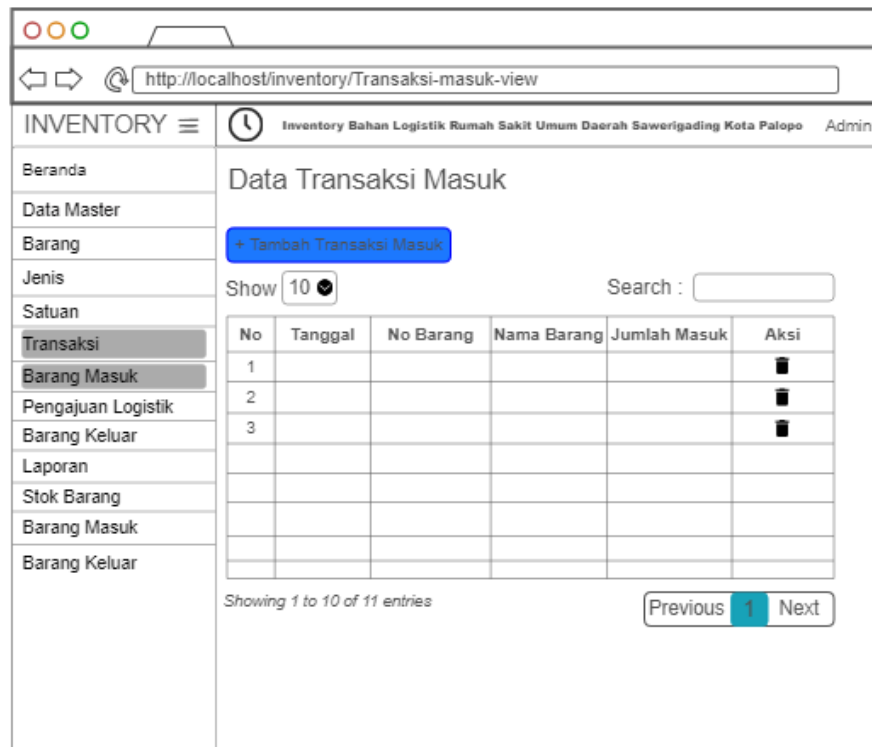 http://localhost/inventory/Transaksi-masuk-view
INVENTORY
Inventory Bahan Logistik Rumah Sakit Umum Daerah Sawerigading Kota Palopo
Admin
Beranda
Data Master
Barang
Jenis
Satuan
Transaksi
Barang Masuk
Pengajuan Logistik
Barang Keluar
Laporan
Stok Barang
Barang Masuk
Barang Keluar
Data Transaksi Masuk
+ Tambah Transaksi Masuk
Show 10 Search :
No Tanggal No Barang Nama Barang Jumlah Masuk Aksi
1
2
3
Showing 1 to 10 of 11 entries
Previous 1 Next